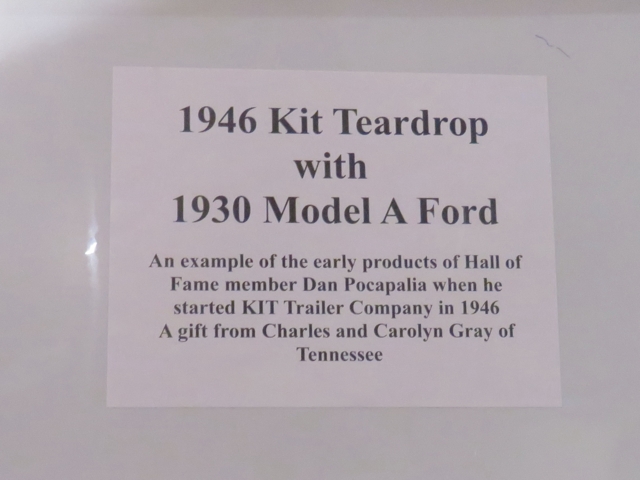 1946 Kit Teardrop
with
1930 Model A Ford
An example of the early products of Hall of
Fame member Dan Pocapalia when he
started KIT Trailer Company in 1946
A gift from Charles and Carolyn Gray of
Tennessee